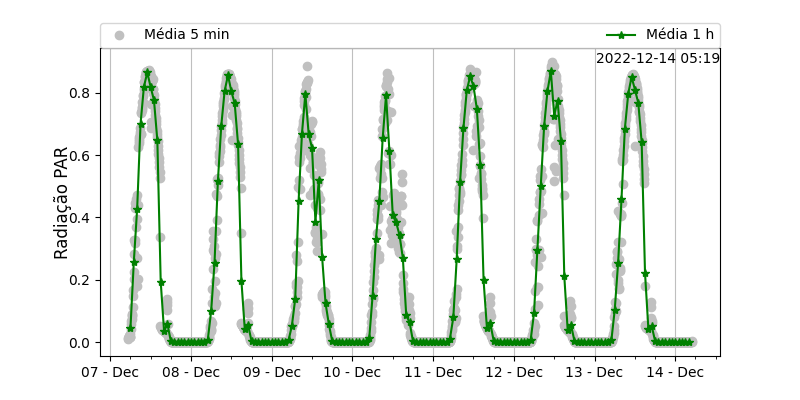 Média 5 min
Média 1 h
2022-12-14 05:19
Radiação PAR
0.8
0.6
0.4
0.2
0.0
07 - Dec
08 - Dec
09 - Dec
10 - Dec
11 - Dec
12 - Dec
13 - Dec
14 - Dec